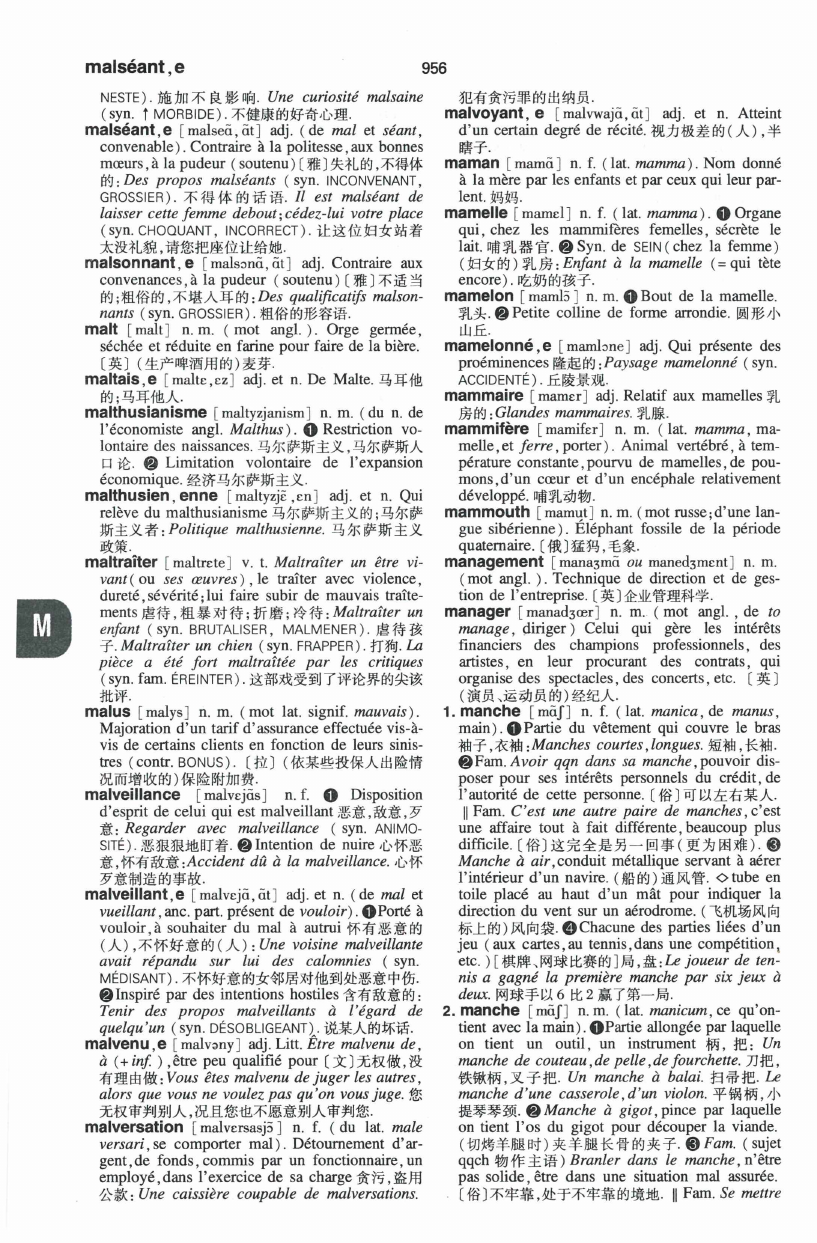 malséant,e
956
NESTE). 施加不良影响. Une curiosité malsaine
(syn. ↑MORBIDE). 不健康的好奇心理.
malséant,e [malseɑ̃,ɑ̃t] adj. (de mal et séant,
convenable). Contraire à la politesse,aux bonnes
mœurs,à la pudeur (soutenu)〔雅〕失礼的,不得体
的:Des propos malséants (syn. INCONVENANT,
GROSSIER). 不得体的话语. Il est malséant de
laisser cette femme debout;cédez-lui votre place
(syn. CHOQUANT, INCORRECT). 让这位妇女站着
太没礼貌,请您把座位让给她.
malsonnant,e [malsɔnɑ̃,ɑ̃t] adj. Contraire aux
convenances,à la pudeur (soutenu)〔雅〕不适当
的;粗俗的,不堪入耳的:Des qualificatifs malson-
nants (syn. GROSSIER). 粗俗的形容语.
malt [malt] n.m. (mot angl.). Orge germée,
séchée et réduite en farine pour faire de la bière.
〔英〕(生产啤酒用的)麦芽.
maltais,e [maltɛ,ɛz] adj. et n. De Malte. 马耳他
的;马耳他人.
malthusianisme [maltyzjanism] n. m. (du n. de
l'économiste angl. Malthus). ❶ Restriction vo-
lontaire des naissances. 马尔萨斯主义,马尔萨斯人
口论. ❷ Limitation volontaire de l'expansion
économique. 经济马尔萨斯主义.
malthusien,enne [maltyzjɛ̃,ɛn] adj. et n. Qui
relève du malthusianisme 马尔萨斯主义的;马尔萨
斯主义者:Politique malthusienne. 马尔萨斯主义
政策.
maltraîter [maltrete] v. t. Maltraîter un être vi-
vant(ou ses œuvres),le traîter avec violence,
dureté,sévérité;lui faire subir de mauvais traîte-
ments 虐待,粗暴对待;折磨;冷待:Maltraîter un
enfant (syn. BRUTALISER, MALMENER). 虐待孩
子.Maltraîter un chien (syn. FRAPPER). 打狗. La
pièce a été fort maltraîtée par les critiques
(syn. fam. ÉREINTER). 这部戏受到了评论界的尖该
批评.
malus [malys] n. m. (mot lat. signif. mauvais).
Majoration d'un tarif d'assurance effectuée vis-à-
vis de certains clients en fonction de leurs sinis-
tres (contr. BONUS). 〔拉〕(依某些投保人出险情
况而增收的)保险附加费.
malveillance [malvɛjɑ̃s] n.f. ❶ Disposition
d'esprit de celui qui est malveillant 恶意,敌意,歹
意: Regarder avec malveillance (syn. ANIMO-
SITÉ). 恶狠狠地盯着. ❷ Intention de nuire 心怀恶
意,怀有敌意:Accident dû à la malveillance. 心怀
歹意制造的事故.
malveillant,e [malvɛjɑ̃,ɑ̃t] adj. et n. (de mal et
vueillant,anc. part. présent de vouloir). ❶Porté à
vouloir,à souhaiter du mal à autrui 怀有恶意的
(人),不怀好意的(人):Une voisine malveillante
avait répandu sur lui des calomnies (syn.
MÉDISANT). 不怀好意的女邻居对他到处恶意中伤.
❷Inspiré par des intentions hostiles 含有敌意的:
Tenir des propos malveillants à l'égard de
quelqu'un (syn. DÉSOBLIGEANT). 说某人的坏话.
malvenu,e [malvəny] adj. Litt. Être malvenu de,
à (+inf.),être peu qualifié pour〔文〕无权做,没
有理由做:Vous êtes malvenu de juger les autres,
alors que vous ne voulez pas qu'on vous juge. 您
无权审判别人,况且您也不愿意别人审判您.
malversation [malvɛrsasjɔ̃] n. f. (du lat. male
versari,se comporter mal). Détournement d'ar-
gent,de fonds,commis par un fonctionnaire,un
employé,dans l'exercice de sa charge 贪污,盗用
公款:Une caissière coupable de malversations.
M
犯有贪污罪的出纳员.
malvoyant, e [malvwajɑ̃,ɑ̃t] adj. et n. Atteint
d'un certain degré de récité. 视力极差的(人),半
瞎子.
maman [mamɑ̃] n. f. (lat. mamma). Nom donné
à la mère par les enfants et par ceux qui leur par-
lent. 妈妈.
mamelle [mamɛl] n. f. (lat. mamma). ❶ Organe
qui, chez les mammifères femelles, sécrète le
lait. 哺乳器官. ❷ Syn. de SEIN(chez la femme)
(妇女的)乳房:Enfant à la mamelle (=qui tète
encore). 吃奶的孩子.
mamelon [mamlɔ̃] n. m. ❶Bout de la mamelle.
乳头. ❷Petite colline de forme arrondie. 圆形小
山丘.
mamelonné,e [mamlɔne] adj. Qui présente des
proéminences 隆起的:Paysage mamelonné (syn.
ACCIDENTÉ). 丘陵景观.
mammaire [mamɛr] adj. Relatif aux mamelles 乳
房的:Glandes mammaires. 乳腺.
mammifère [mamifɛr] n. m. (lat. mamma, ma-
melle,et ferre,porter). Animal vertébré, à tem-
pérature constante,pourvu de mamelles,de pou-
mons,d'un cœur et d'un encéphale relativement
développé. 哺乳动物.
mammouth [mamut] n. m. (mot russe;d'une lan-
gue sibérienne). Éléphant fossile de la période
quaternaire. 〔俄〕猛犸,毛象.
management [manaʒmɑ̃ ou manedʒmɛnt] n. m.
(mot angl.). Technique de direction et de ges-
tion de l'entreprise. 〔英〕企业管理科学.
manager [manadʒœr] n. m. (mot angl., de to
manage, diriger) Celui qui gère les intérêts
financiers des champions professionnels, des
artistes, en leur procurant des contrats, qui
organise des spectacles,des concerts,etc. 〔英〕
(演员、运动员的)经纪人.
1. manche [mɑ̃ʃ] n. f. (lat. manica, de manus,
main). ❶Partie du vêtement qui couvre le bras
袖子,衣袖:Manches courtes,longues. 短袖,长袖.
❷Fam. Avoir qqn dans sa manche,pouvoir dis-
poser pour ses intérêts personnels du crédit,de
l'autorité de cette personne. 〔俗〕可以左右某人.
‖ Fam. C'est une autre paire de manches,c'est
une affaire tout à fait différente,beaucoup plus
difficile. 〔俗〕这完全是另一回事(更为困难). ❸
Manche à air,conduit métallique servant à aérer
l'intérieur d'un navire. (船的)通风管. ◇tube en
toile placé au haut d'un mât pour indiquer la
direction du vent sur un aérodrome. (飞机场风向
标上的)风向袋. ❹Chacune des parties liées d'un
jeu (aux cartes,au tennis,dans une compétition,
etc.)[棋牌、网球比赛的]局,盘:Le joueur de ten-
nis a gagné la première manche par six jeux à
deux. 网球手以6比2赢了第一局.
2. manche [mɑ̃ʃ] n. m. (lat. manicum,ce qu'on-
tient avec la main). ❶Partie allongée par laquelle
on tient un outil, un instrument 柄, 把: Un
manche de couteau,de pelle,de fourchette. 刀把,
铁锹柄,叉子把. Un manche à balai. 扫帚把. Le
manche d'une casserole,d'un violon. 平锅柄,小
提琴琴颈. ❷Manche à gigot,pince par laquelle
on tient l'os du gigot pour découper la viande.
(切烤羊腿时)夹羊腿长骨的夹子. ❸ Fam. (sujet
qqch 物作主语) Branler dans le manche,n'être
pas solide,être dans une situation mal assurée.
〔俗〕不牢靠,处于不牢靠的境地. ‖ Fam. Se mettre